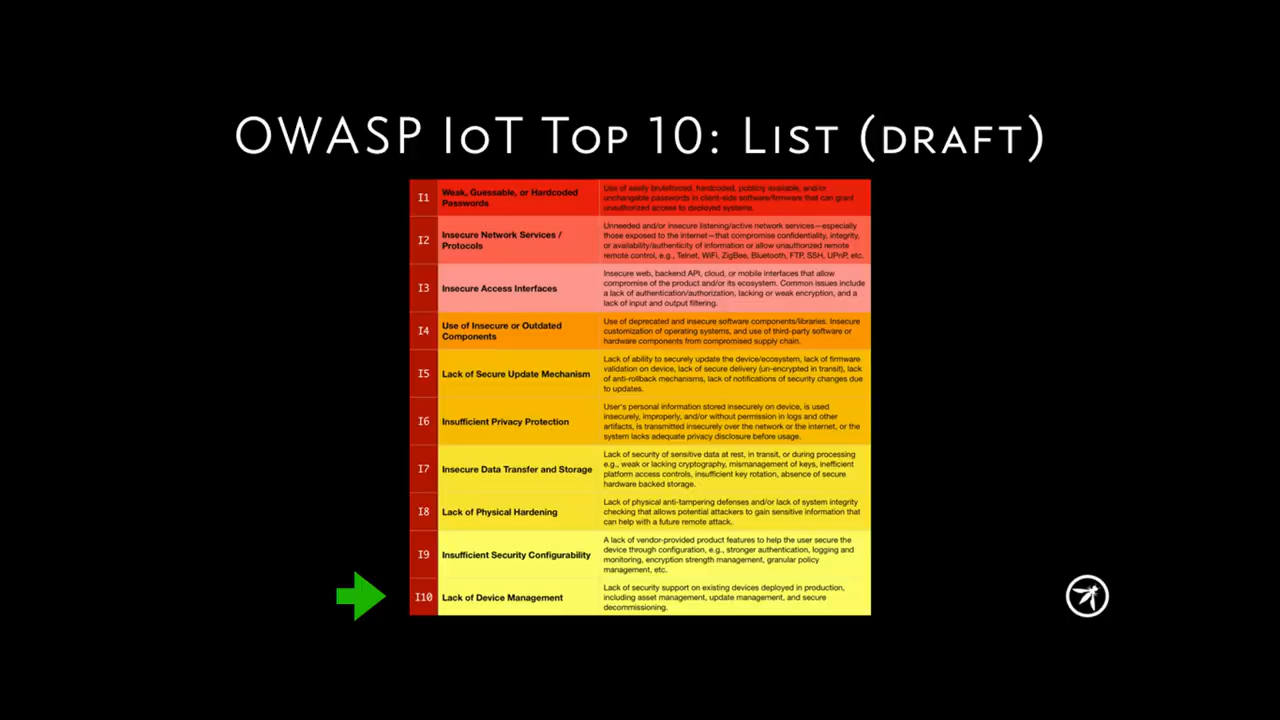 OWASP IoT Top 10: List (draft)
I1
Weak, Guessable, or Hardcoded
Passwords
Use of easily bruteforced, hardcoded, publicly available, and/or
unchangeable passwords in client-side software/firmware that can grant
unauthorized access to deployed systems.
I2
Insecure Network Services /
Protocols
Unneeded and/or insecure listening/active network services—especially
those exposed to the internet—that compromise confidentiality, integrity,
or availability/authenticity of information or allow unauthorized remote
remote control, e.g., Telnet, WiFi, ZigBee, Bluetooth, FTP, SSH, UPnP, etc.
I3
Insecure Access Interfaces
Insecure web, backend API, cloud, or mobile interfaces that allow
compromise of the product and/or its ecosystem. Common issues include
a lack of authentication/authorization, lacking or weak encryption, and a
lack of input and output filtering.
I4
Use of Insecure or Outdated
Components
Use of deprecated and insecure software components/libraries. Insecure
customization of operating systems, and use of third-party software or
hardware components from compromised supply chain.
I5
Lack of Secure Update Mechanism
Lack of ability to securely update the device/ecosystem, lack of firmware
validation on device, lack of secure delivery (un-encrypted in transit), lack
of anti-rollback mechanisms, lack of notifications of security changes due
to updates.
I6
Insufficient Privacy Protection
User's personal information stored insecurely on device, is used
insecurely, improperly, and/or without permission in logs and other
artifacts, is transmitted insecurely over the network or the internet, or the
system lacks adequate privacy disclosure before usage.
I7
Insecure Data Transfer and Storage
Lack of security of sensitive data at rest, in transit, or during processing
e.g., weak or lacking cryptography, mismanagement of keys, inefficient
platform access controls, insufficient key rotation, absence of secure
hardware backed storage.
I8
Lack of Physical Hardening
Lack of physical anti-tampering defenses and/or lack of system integrity
checking that allows potential attackers to gain sensitive information that
can help with a future remote attack.
I9
Insufficient Security Configurability
A lack of vendor-provided product features to help the user secure the
device through configuration, e.g., stronger authentication, logging and
monitoring, encryption strength management, granular policy
management, etc.
I10
Lack of Device Management
Lack of security support on existing devices deployed in production,
including asset management, update management, and secure
decommissioning.